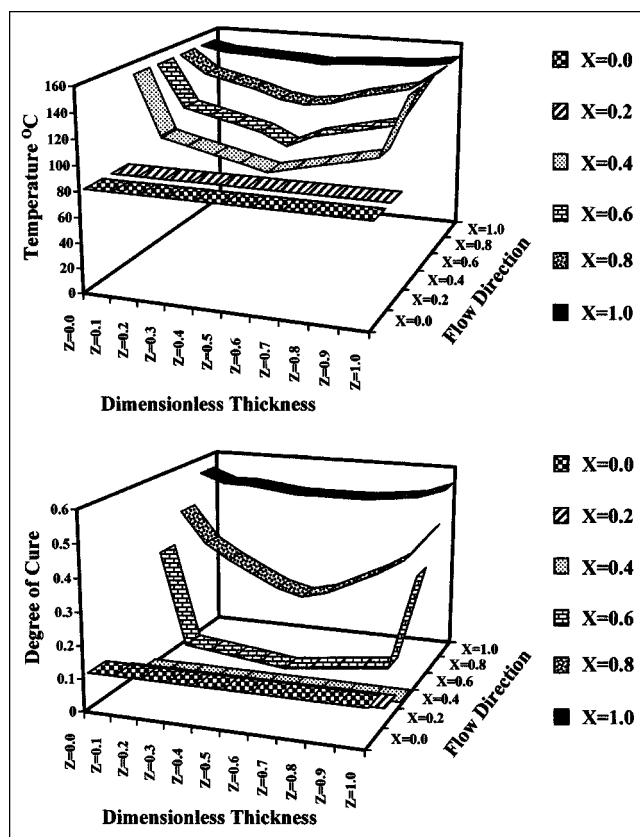 160
140
120
100
80
60
40
20
0
Temperature °C
Z=0.0
Z=0.1
Z=0.2
Z=0.3
Z=0.4
Z=0.5
Z=0.6
Z=0.7
Z=0.8
Z=0.9
Z=1.0
Dimensionless Thickness
X=1.0
X=0.8
X=0.6
X=0.4
X=0.2
X=0.0
Flow Direction
X=0.0
X=0.2
X=0.4
X=0.6
X=0.8
X=1.0
0.6
0.5
0.4
0.3
0.2
0.1
0
Degree of Cure
Z=0.0
Z=0.1
Z=0.2
Z=0.3
Z=0.4
Z=0.5
Z=0.6
Z=0.7
Z=0.8
Z=0.9
Z=1.0
Dimensionless Thickness
X=1.0
X=0.8
X=0.6
X=0.4
X=0.2
X=0.0
Flow Direction
X=0.0
X=0.2
X=0.4
X=0.6
X=0.8
X=1.0